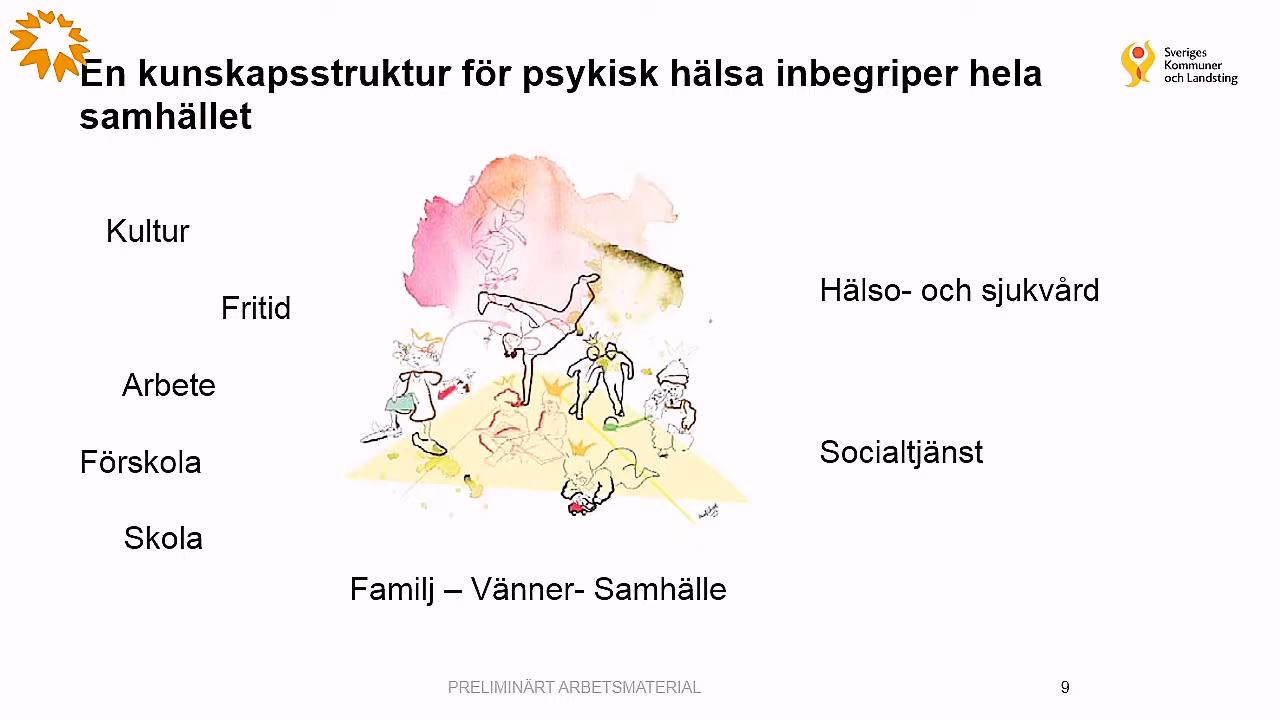 En kunskapsstruktur för psykisk hälsa inbegriper hela
samhället
Sveriges
Kommuner
och Landsting
Kultur
Fritid
Arbete
Förskola
Skola
Hälso- och sjukvård
Socialtjänst
Familj – Vänner- Samhälle
PRELIMINÄRT ARBETSMATERIAL
9